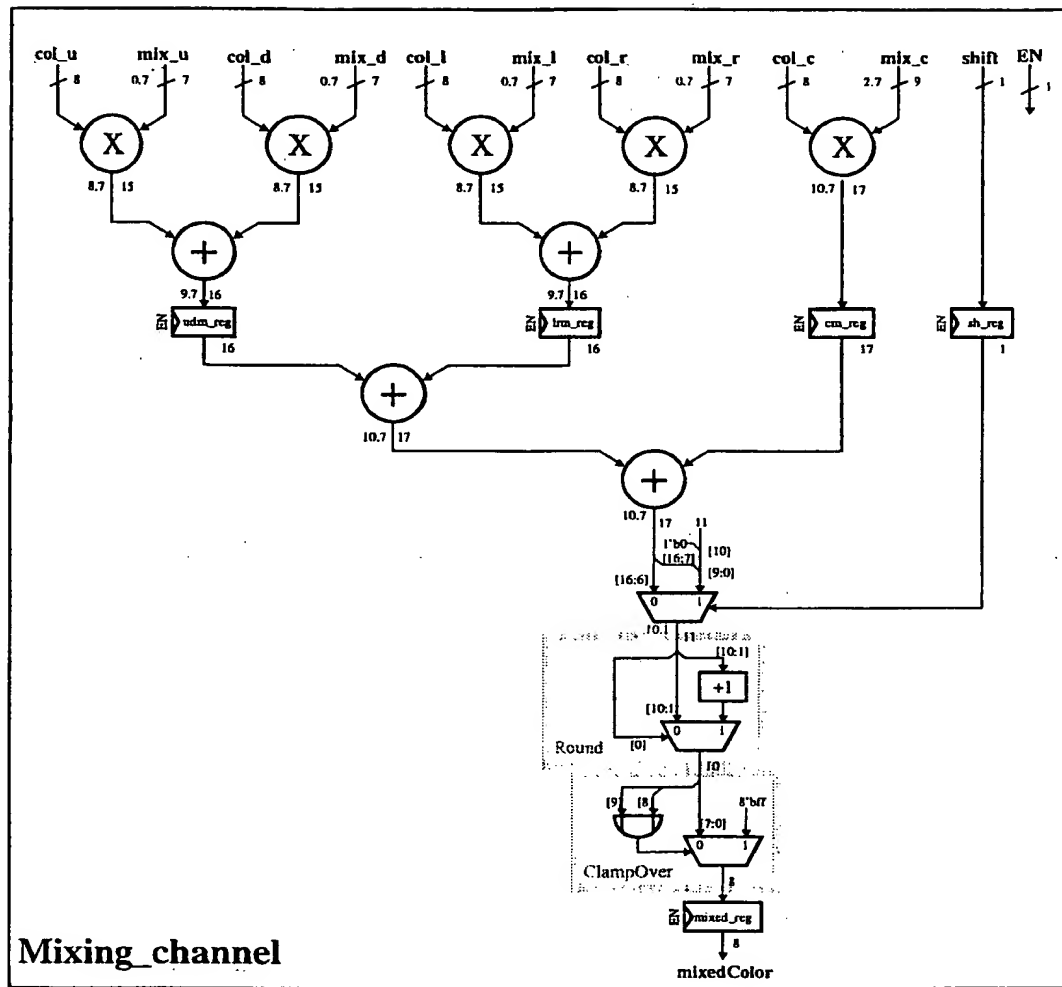 col_u mix_u col_d mix_d col_l mix_l col_r mix_r col_c mix_c shift EN
8 0.7 7 8 0.7 7 8 0.7 7 8 0.7 7 8 2.7 9 1 1
X X X X X
8.7 15 8.7 15 8.7 15 8.7 15 10.7 17
+ +
9.7 16 9.7 16
EN udm_reg EN lrm_reg EN cm_reg EN sh_reg
16 16 17 1
+
10.7 17
+
10.7 17 11
[10]
[16:7]
[16:6] [9:0]
0 1
10.1 11
[10:1]
+1
[10:1]
0 1
[0]
Round
10
[9] [8]
[7:0]
0 1
ClampOver
8
EN mixed_reg
8
Mixing_channel
mixedColor